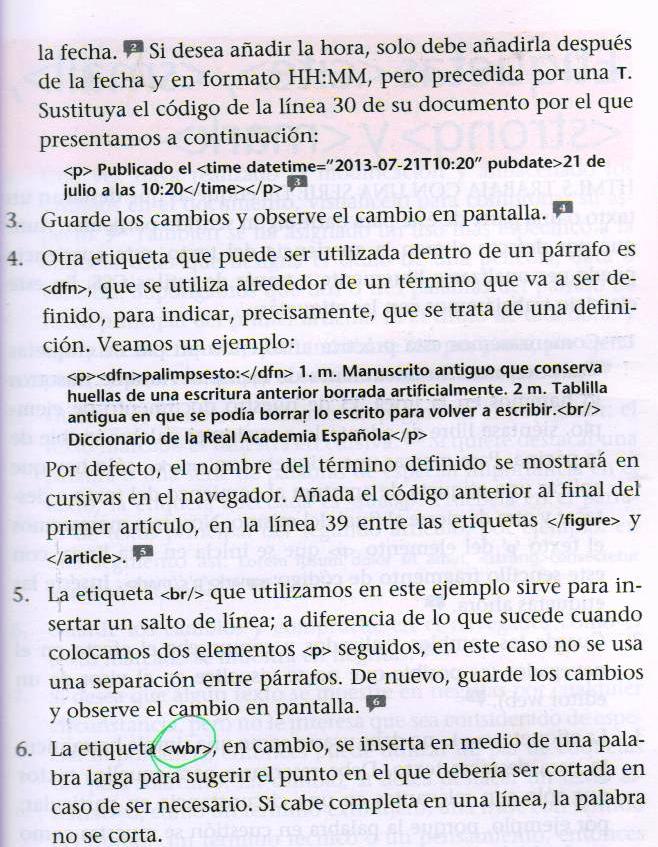 la fecha. 2 Si desea añadir la hora, solo debe añadirla después
de la fecha y en formato HH:MM, pero precedida por una T.
Sustituya el código de la línea 30 de su documento por el que
presentamos a continuación:
<p> Publicado el <time datetime="2013-07-21T10:20" pubdate>21 de
julio a las 10:20</time></p> 3
3. Guarde los cambios y observe el cambio en pantalla. 4
4. Otra etiqueta que puede ser utilizada dentro de un párrafo es
<dfn>, que se utiliza alrededor de un término que va a ser de-
finido, para indicar, precisamente, que se trata de una defini-
ción. Veamos un ejemplo:
<p><dfn>palimpsesto:</dfn> 1. m. Manuscrito antiguo que conserva
huellas de una escritura anterior borrada artificialmente. 2 m. Tablilla
antigua en que se podía borrar lo escrito para volver a escribir.<br/>
Diccionario de la Real Academia Española</p>
Por defecto, el nombre del término definido se mostrará en
cursivas en el navegador. Añada el código anterior al final del
primer artículo, en la línea 39 entre las etiquetas </figure> y
</article>. 5
5. La etiqueta <br/> que utilizamos en este ejemplo sirve para in-
sertar un salto de línea; a diferencia de lo que sucede cuando
colocamos dos elementos <p> seguidos, en este caso no se usa
una separación entre párrafos. De nuevo, guarde los cambios
y observe el cambio en pantalla. 6
6. La etiqueta <wbr>, en cambio, se inserta en medio de una pala-
bra larga para sugerir el punto en el que debería ser cortada en
caso de ser necesario. Si cabe completa en una línea, la palabra
no se corta.